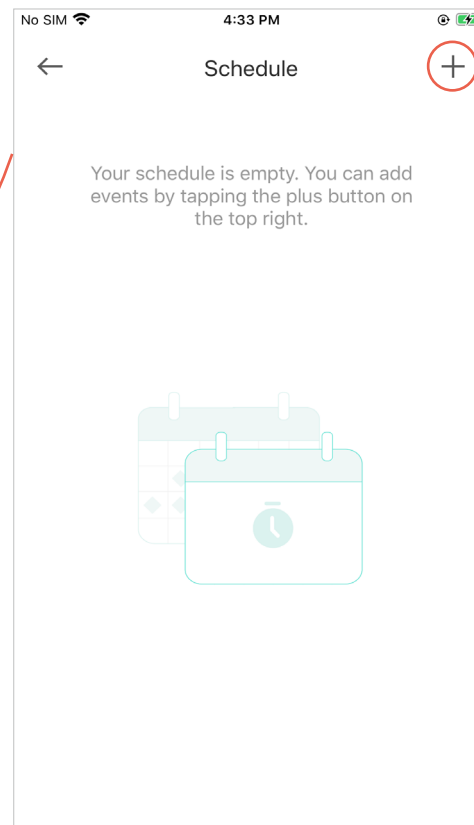 No SIM 4:33 PM
Schedule
Your schedule is empty. You can add
events by tapping the plus button on
the top right.